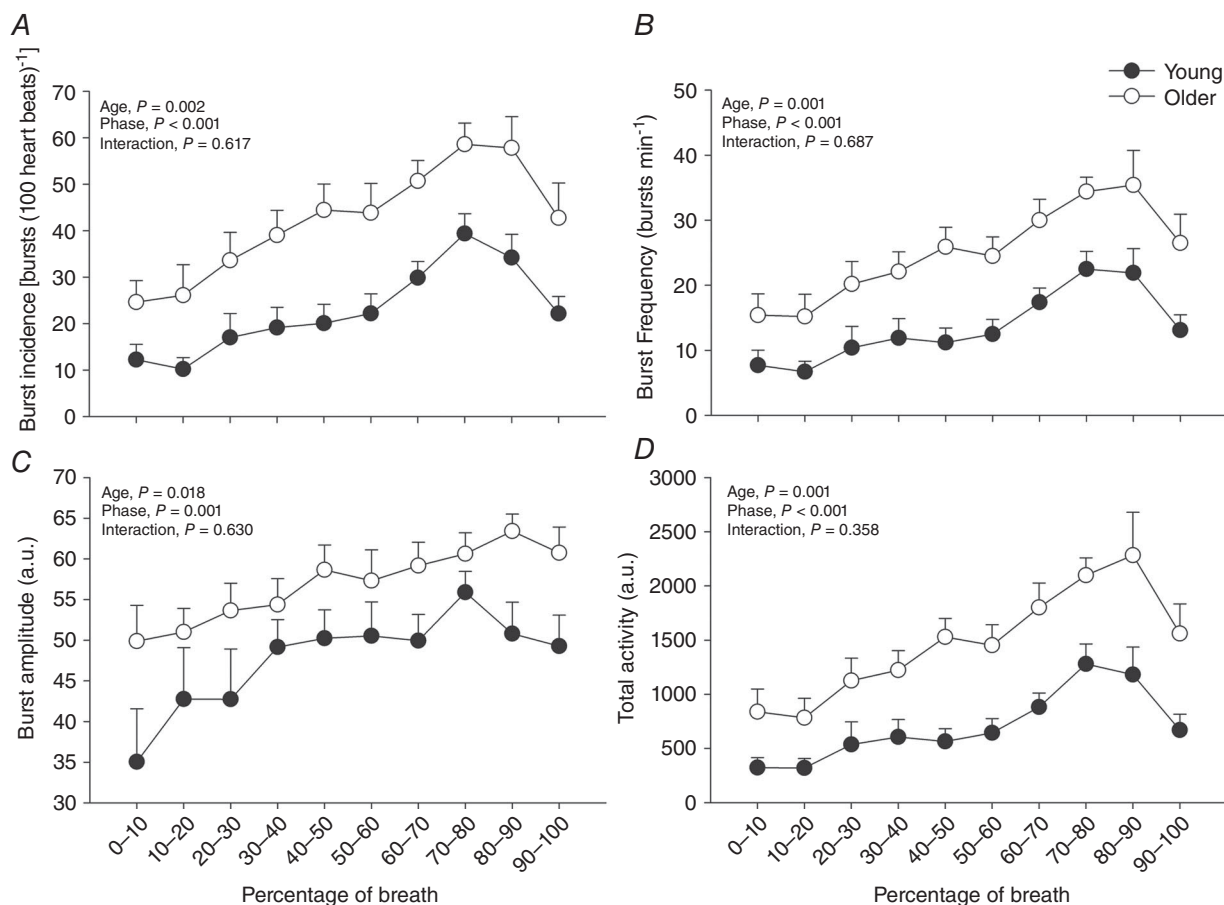 A
Burst incidence [bursts (100 heart beats)⁻¹]
70
60
50
40
30
20
10
0
Age, P = 0.002
Phase, P < 0.001
Interaction, P = 0.617
B
Burst Frequency (bursts min⁻¹)
50
40
30
20
10
0
Age, P = 0.001
Phase, P < 0.001
Interaction, P = 0.687
Young
Older
C
Burst amplitude (a.u.)
70
65
60
55
50
45
40
35
30
Age, P = 0.018
Phase, P = 0.001
Interaction, P = 0.630
0–10
10–20
20–30
30–40
40–50
50–60
60–70
70–80
80–90
90–100
Percentage of breath
D
Total activity (a.u.)
3000
2500
2000
1500
1000
500
0
Age, P = 0.001
Phase, P < 0.001
Interaction, P = 0.358
0–10
10–20
20–30
30–40
40–50
50–60
60–70
70–80
80–90
90–100
Percentage of breath